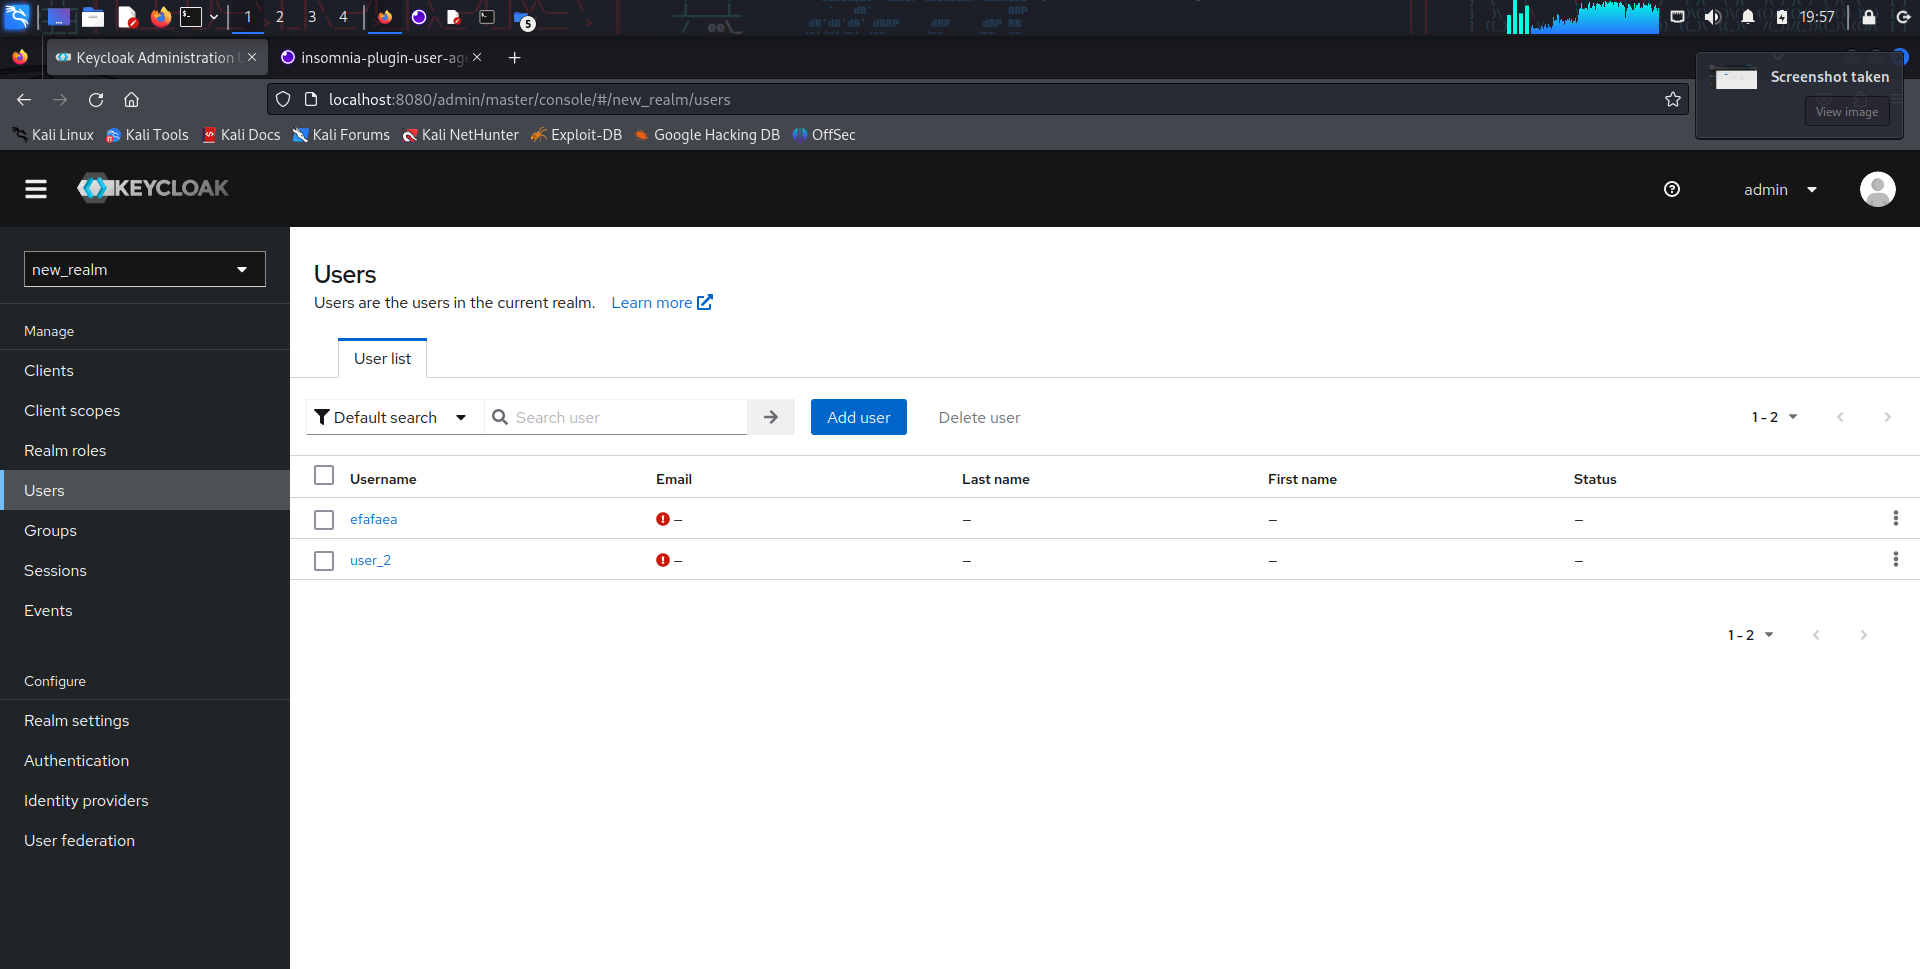 1 2 3 4
5
19:57
Keycloak Administration
insomnia-plugin-user-ag
Screenshot taken
View image
localhost:8080/admin/master/console/#/new_realm/users
Kali Linux Kali Tools Kali Docs Kali Forums Kali NetHunter Exploit-DB Google Hacking DB OffSec
KEYCLOAK
admin
new_realm
Manage
Clients
Client scopes
Realm roles
Users
Groups
Sessions
Events
Configure
Realm settings
Authentication
Identity providers
User federation
Users
Users are the users in the current realm. Learn more
User list
Default search Search user Add user Delete user 1 - 2
Username Email Last name First name Status
efafaea – – – –
user_2 – – – –
1 - 2